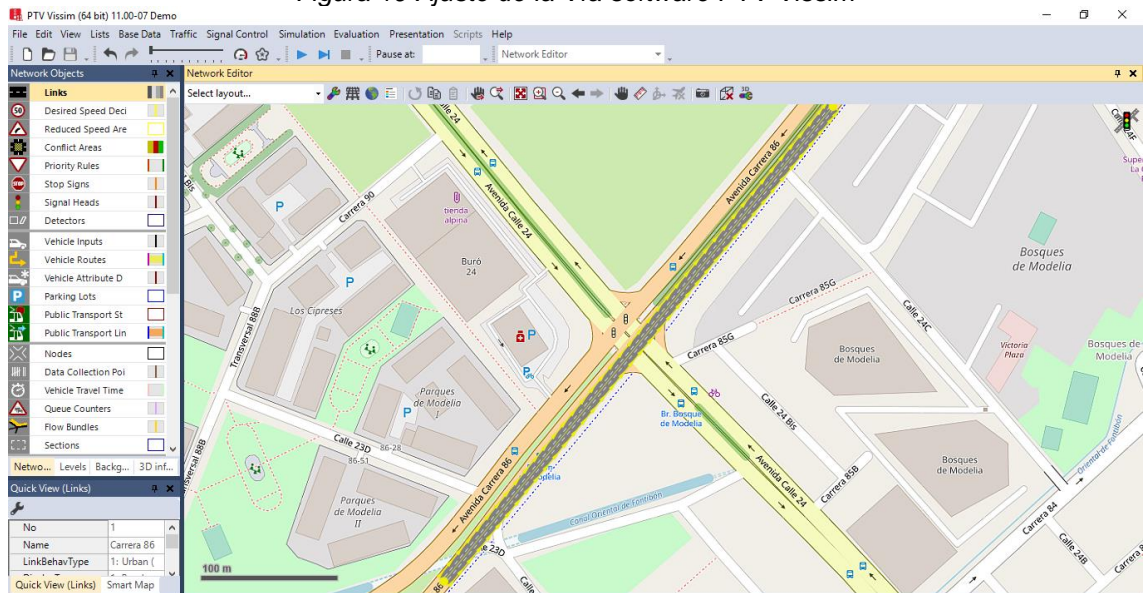 Figura 40 Ajuste de la Vía software PTV Vissim
PTV Vissim (64 bit) 11.00-07 Demo
File Edit View Lists Base Data Traffic Signal Control Simulation Evaluation Presentation Scripts Help
Pause at: Network Editor
Network Objects
Links
50 Desired Speed Deci
Reduced Speed Are
Conflict Areas
Priority Rules
STOP Stop Signs
Signal Heads
Detectors
Vehicle Inputs
Vehicle Routes
Vehicle Attribute D
P Parking Lots
Public Transport St
Public Transport Lin
Nodes
Data Collection Poi
Vehicle Travel Time
Queue Counters
Flow Bundles
Sections
Netwo... Levels Backg... 3D inf...
Quick View (Links)
No 1
Name Carrera 86
LinkBehavType 1: Urban (
Quick View (Links) Smart Map
Network Editor
Select layout...
Calle 24
Avenida Calle 24
Avenida Carrera 86
Carrera 90
P
tienda
alpina
Buró
24
P
Los Cipreses
Transversal 88B
P
P
Parques
de Modelia
I
P
Calle 23D
86-28
86-51
Parques
de Modelia
II
Avenida Carrera 86
Canal Oriental de Fontibón
Carrera 85G
Carrera 85G
Calle 24C
Bosques
de Modelia
Victoria
Plaza
Bosques de
Modelia
Bosques
de Modelia
Br. Bosque
de Modelia
Calle 24 Bis
Avenida Calle 24
Carrera 85B
Bosques
de Modelia
Oriental de Fontibón
Carrera 84
Calle 24B
100 m